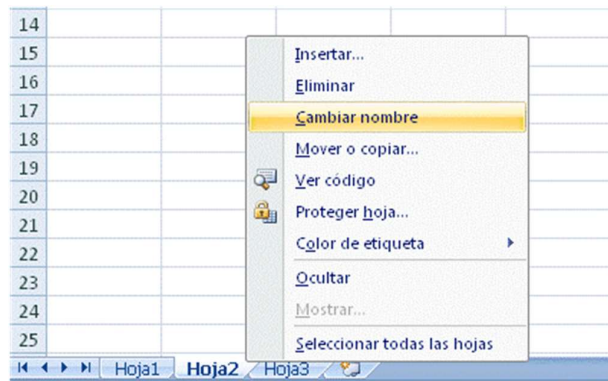 14
15
16
17
18
19
20
21
22
23
24
25
Insertar...
Eliminar
Cambiar nombre
Mover o copiar...
Ver código
Proteger hoja...
Color de etiqueta
Ocultar
Mostrar...
Seleccionar todas las hojas
Hoja1 Hoja2 Hoja3